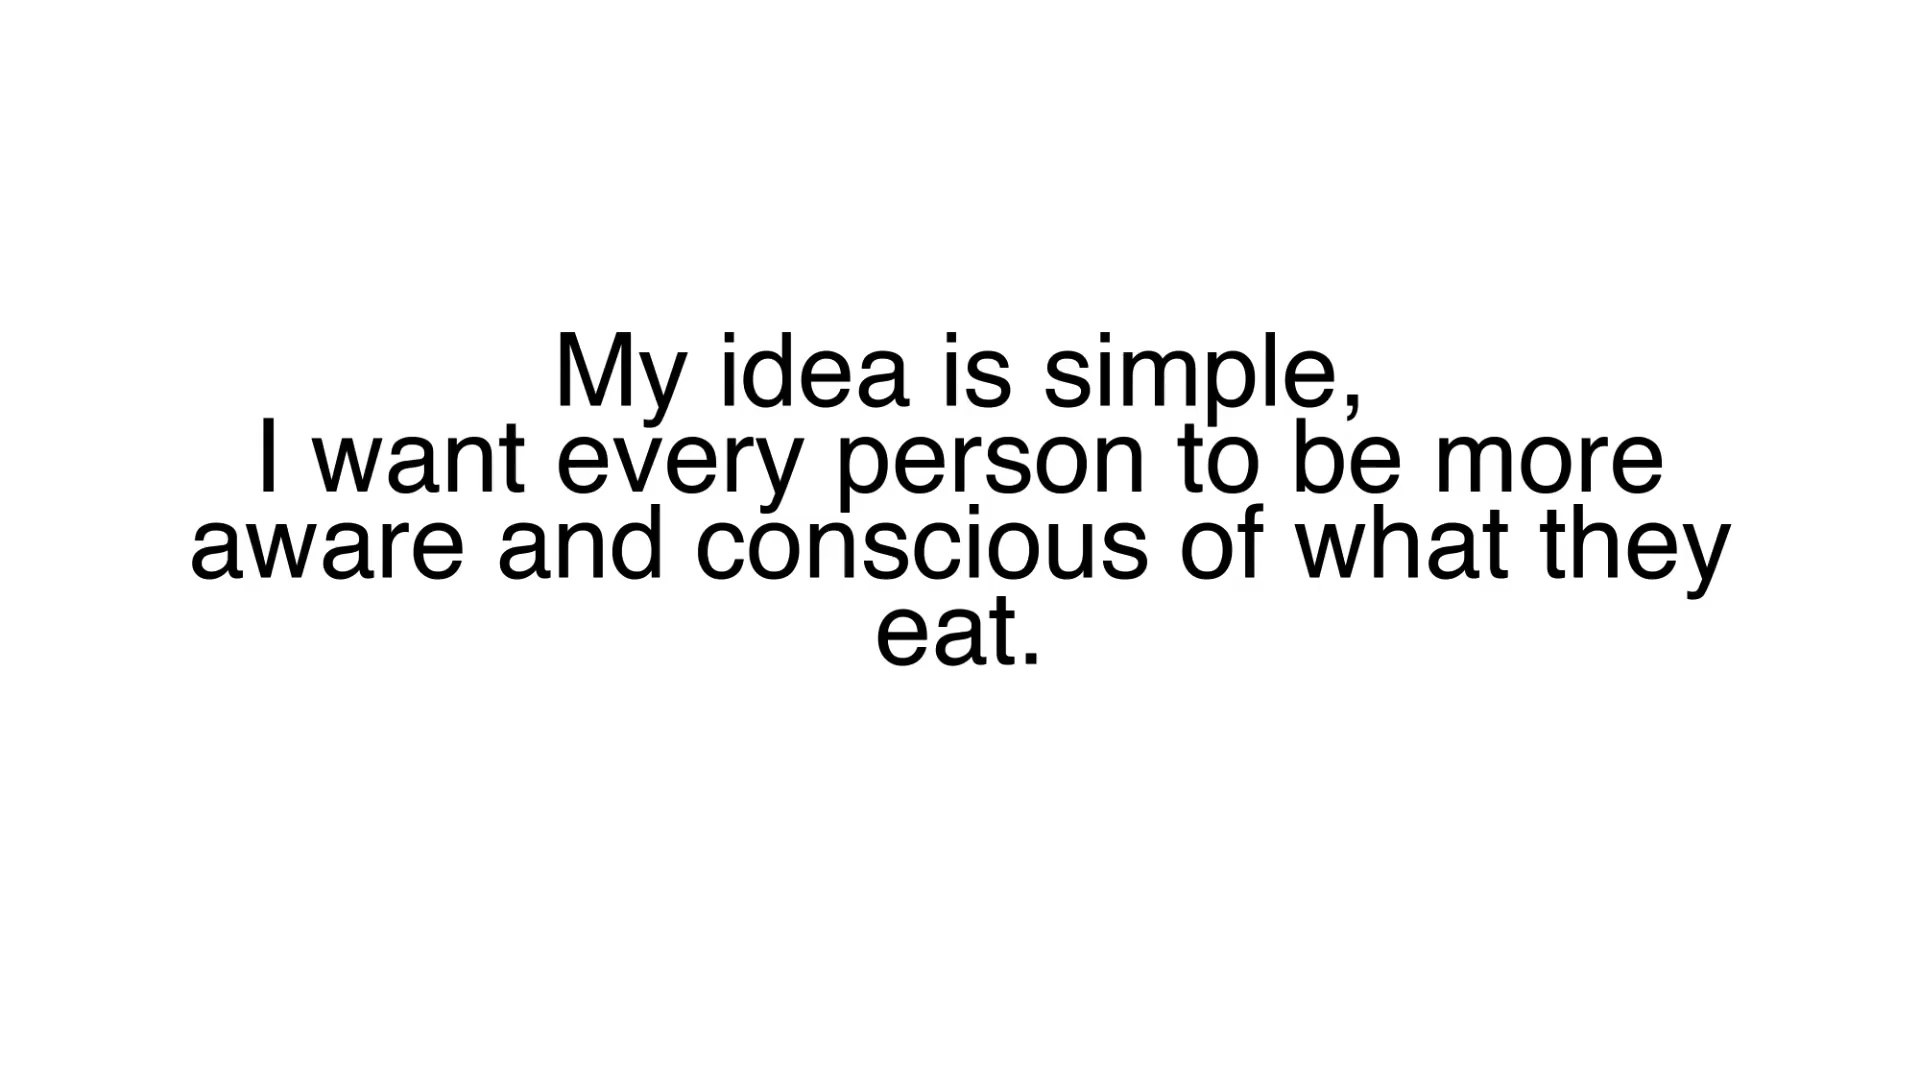 My idea is simple,
I want every person to be more
aware and conscious of what they
eat.